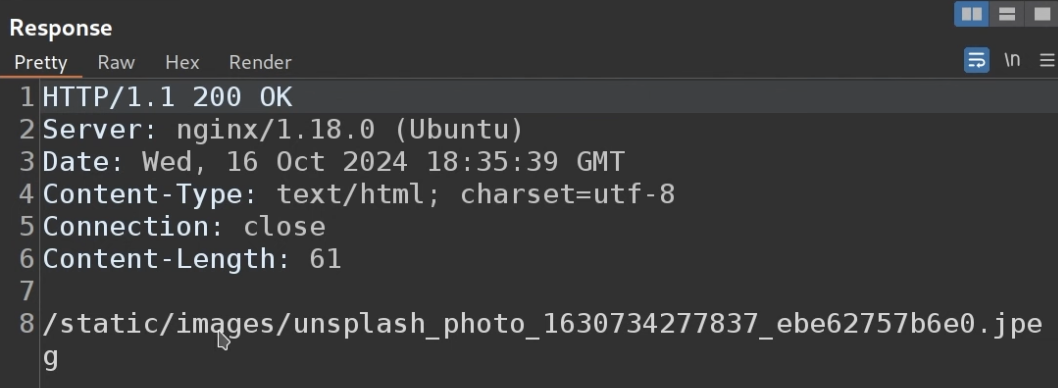 Response
Pretty Raw Hex Render \n
1 HTTP/1.1 200 OK
2 Server: nginx/1.18.0 (Ubuntu)
3 Date: Wed, 16 Oct 2024 18:35:39 GMT
4 Content-Type: text/html; charset=utf-8
5 Connection: close
6 Content-Length: 61
7
8 /static/images/unsplash_photo_1630734277837_ebe62757b6e0.jpe
g